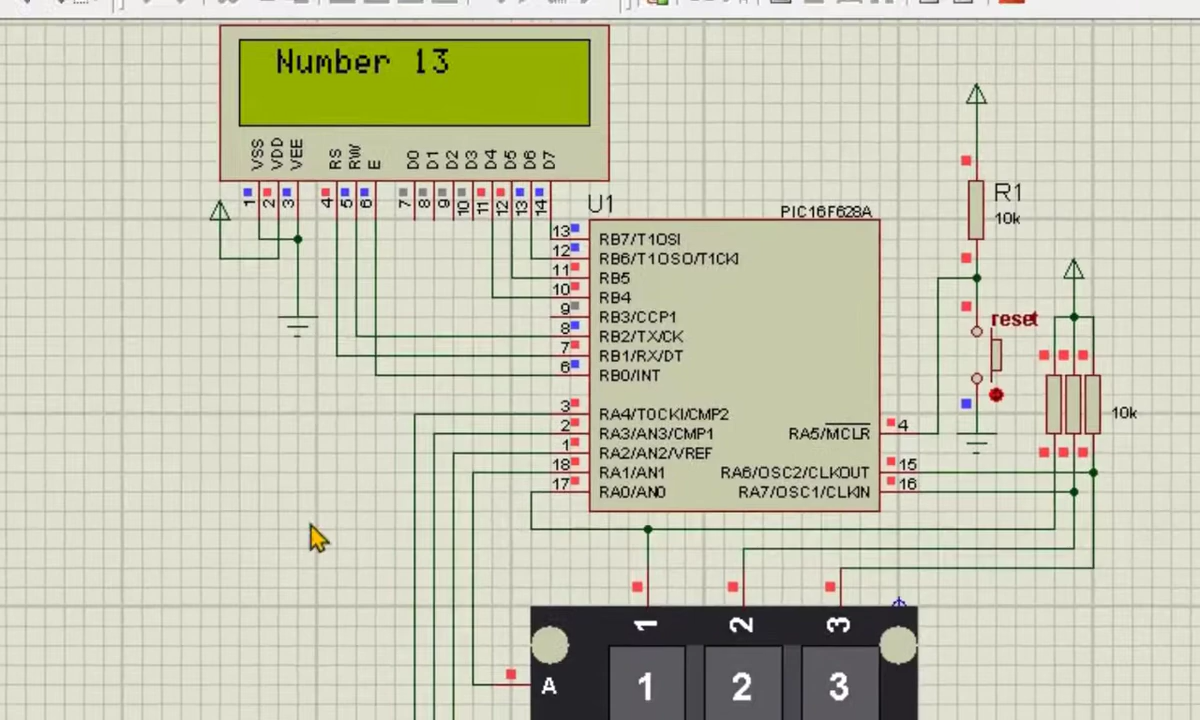 Number 13
VSS
VDD
VEE
RS
RW
E
D0
D1
D2
D3
D4
D5
D6
D7
1
2
3
4
5
6
7
8
9
10
11
12
13
14
U1
PIC16F628A
13 RB7/T1OSI
12 RB6/T1OSO/T1CKI
11 RB5
10 RB4
9 RB3/CCP1
8 RB2/TX/CK
7 RB1/RX/DT
6 RB0/INT
3 RA4/T0CKI/CMP2
2 RA3/AN3/CMP1
RA5/MCLR 4
1 RA2/AN2/VREF
18 RA1/AN1
RA6/OSC2/CLKOUT 15
17 RA0/AN0
RA7/OSC1/CLKIN 16
R1
10k
reset
10k
1
2
3
A
1
2
3